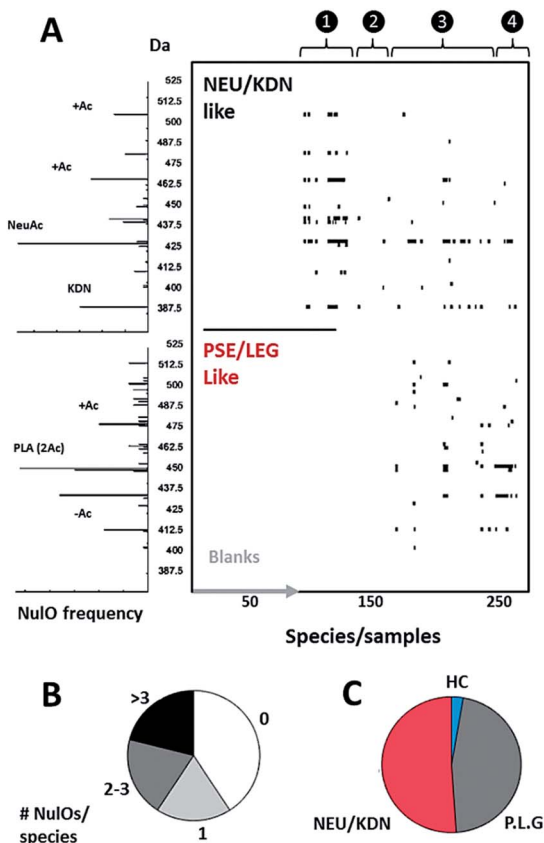 A
Da
1 2 3 4
525
512.5
500
487.5
475
462.5
450
437.5
425
412.5
400
387.5
+Ac
+Ac
NeuAc
KDN
NEU/KDN
like
525
512.5
500
487.5
475
462.5
450
437.5
425
412.5
400
387.5
+Ac
PLA (2Ac)
-Ac
PSE/LEG
Like
Blanks
NulO frequency
50 150 250
Species/samples
B
>3
0
2-3
1
# NulOs/
species
C
HC
NEU/KDN
P.L.G